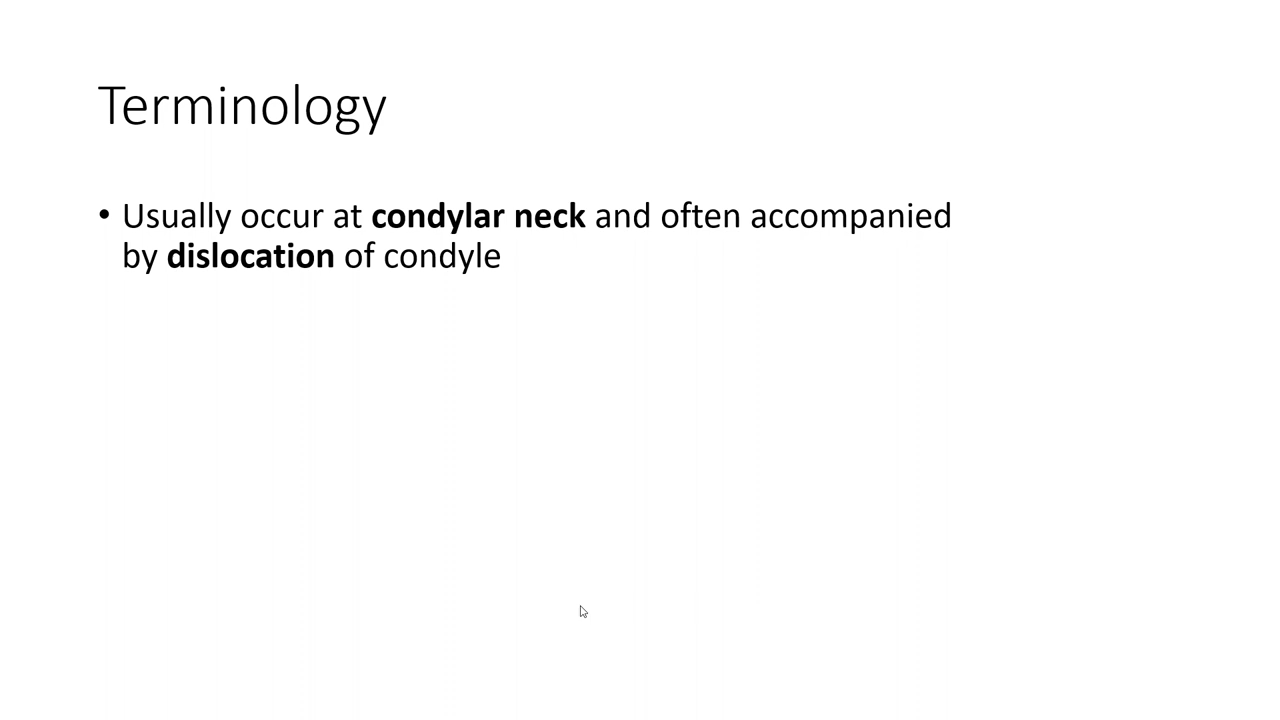 Terminology
• Usually occur at condylar neck and often accompanied
by dislocation of condyle